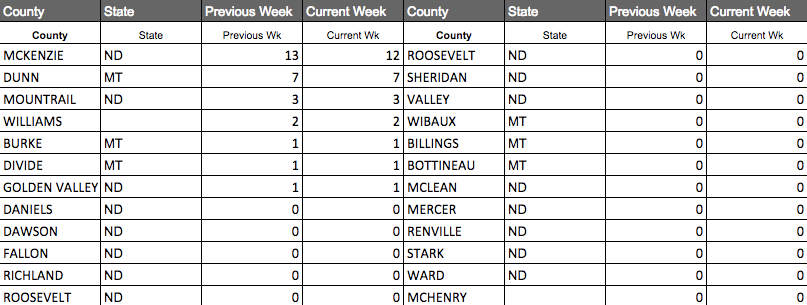 County State Previous Week Current Week County State Previous Week Current Week
County State Previous Wk Current Wk County State Previous Wk Current Wk
MCKENZIE ND 13 12 ROOSEVELT ND 0 0
DUNN MT 7 7 SHERIDAN ND 0 0
MOUNTRAIL ND 3 3 VALLEY ND 0 0
WILLIAMS 2 2 WIBAUX MT 0 0
BURKE MT 1 1 BILLINGS MT 0 0
DIVIDE MT 1 1 BOTTINEAU MT 0 0
GOLDEN VALLEY ND 1 1 MCLEAN ND 0 0
DANIELS ND 0 0 MERCER ND 0 0
DAWSON ND 0 0 RENVILLE ND 0 0
FALLON ND 0 0 STARK ND 0 0
RICHLAND ND 0 0 WARD ND 0 0
ROOSEVELT ND 0 0 MCHENRY 0 0